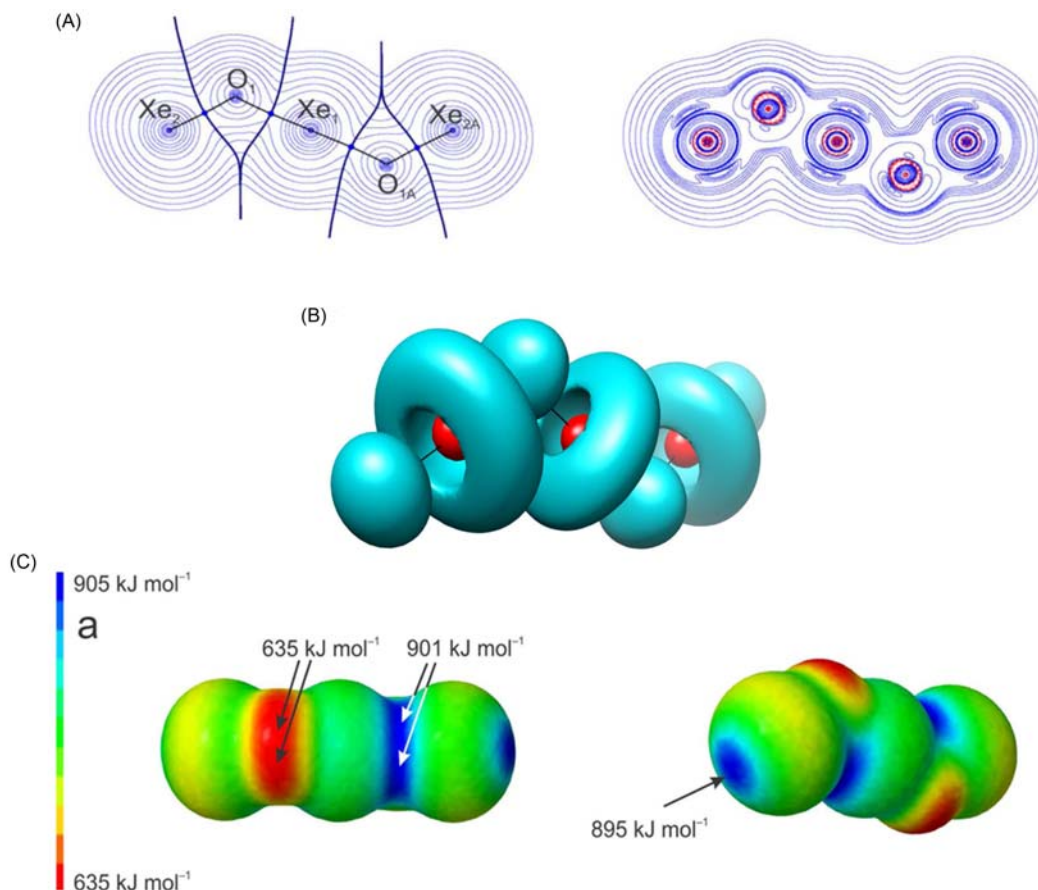 (A)
O₁
Xe₂
Xe₁
Xe₂A
O₁A
(B)
(C)
905 kJ mol⁻¹
a
635 kJ mol⁻¹
901 kJ mol⁻¹
895 kJ mol⁻¹
635 kJ mol⁻¹